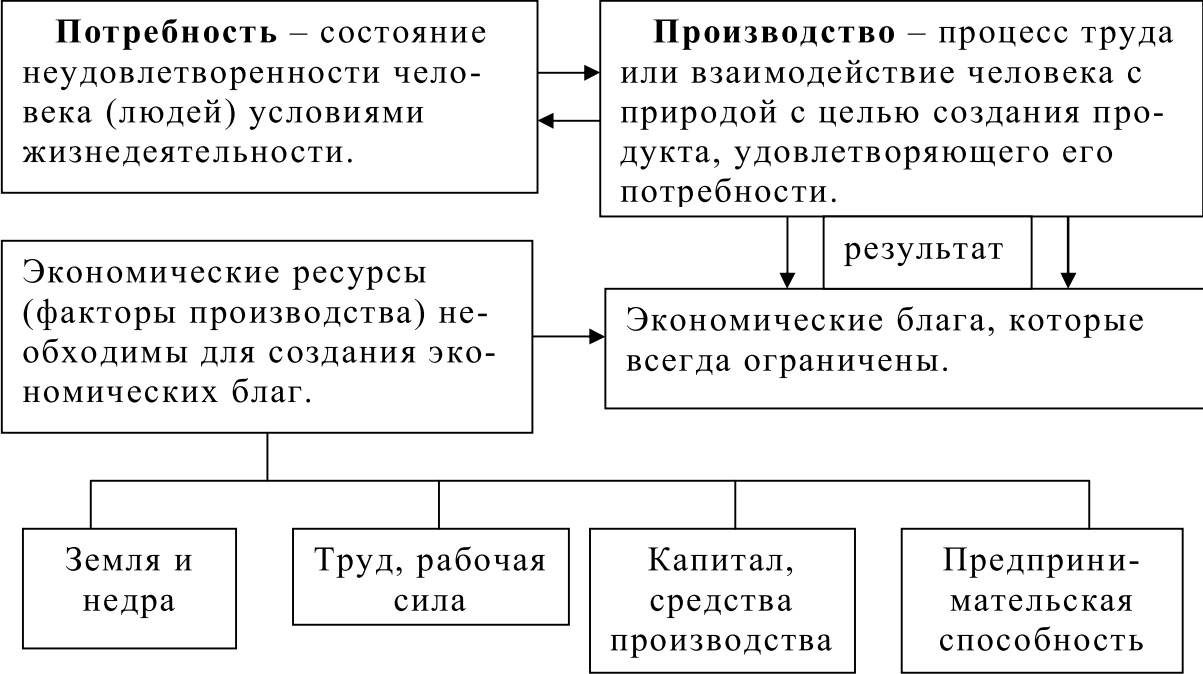 Потребность – состояние
неудовлетворенности чело-
века (людей) условиями
жизнедеятельности.
Производство – процесс труда
или взаимодействие человека с
природой с целью создания про-
дукта, удовлетворяющего его
потребности.
результат
Экономические ресурсы
(факторы производства) не-
обходимы для создания эко-
номических благ.
Экономические блага, которые
всегда ограничены.
Земля и
недра
Труд, рабочая
сила
Капитал,
средства
производства
Предприни-
мательская
способность